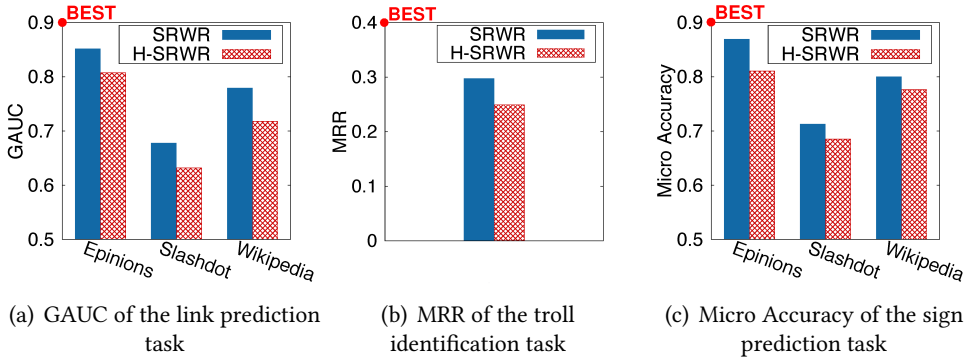 BEST
SRWR
H-SRWR
GAUC
0.9
0.8
0.7
0.6
0.5
Epinions
Slashdot
Wikipedia
(a) GAUC of the link prediction
task
BEST
SRWR
H-SRWR
MRR
0.4
0.3
0.2
0.1
0
(b) MRR of the troll
identification task
BEST
SRWR
H-SRWR
Micro Accuracy
0.9
0.8
0.7
0.6
0.5
Epinions
Slashdot
Wikipedia
(c) Micro Accuracy of the sign
prediction task